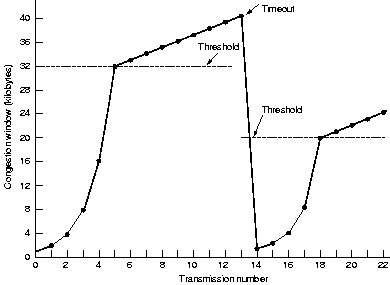 Timeout
40
36
Threshold
32
28
24
Threshold
20
16
12
8
4
0
Congestion window (kilobytes)
0 2 4 6 8 10 12 14 16 18 20 22
Transmission number